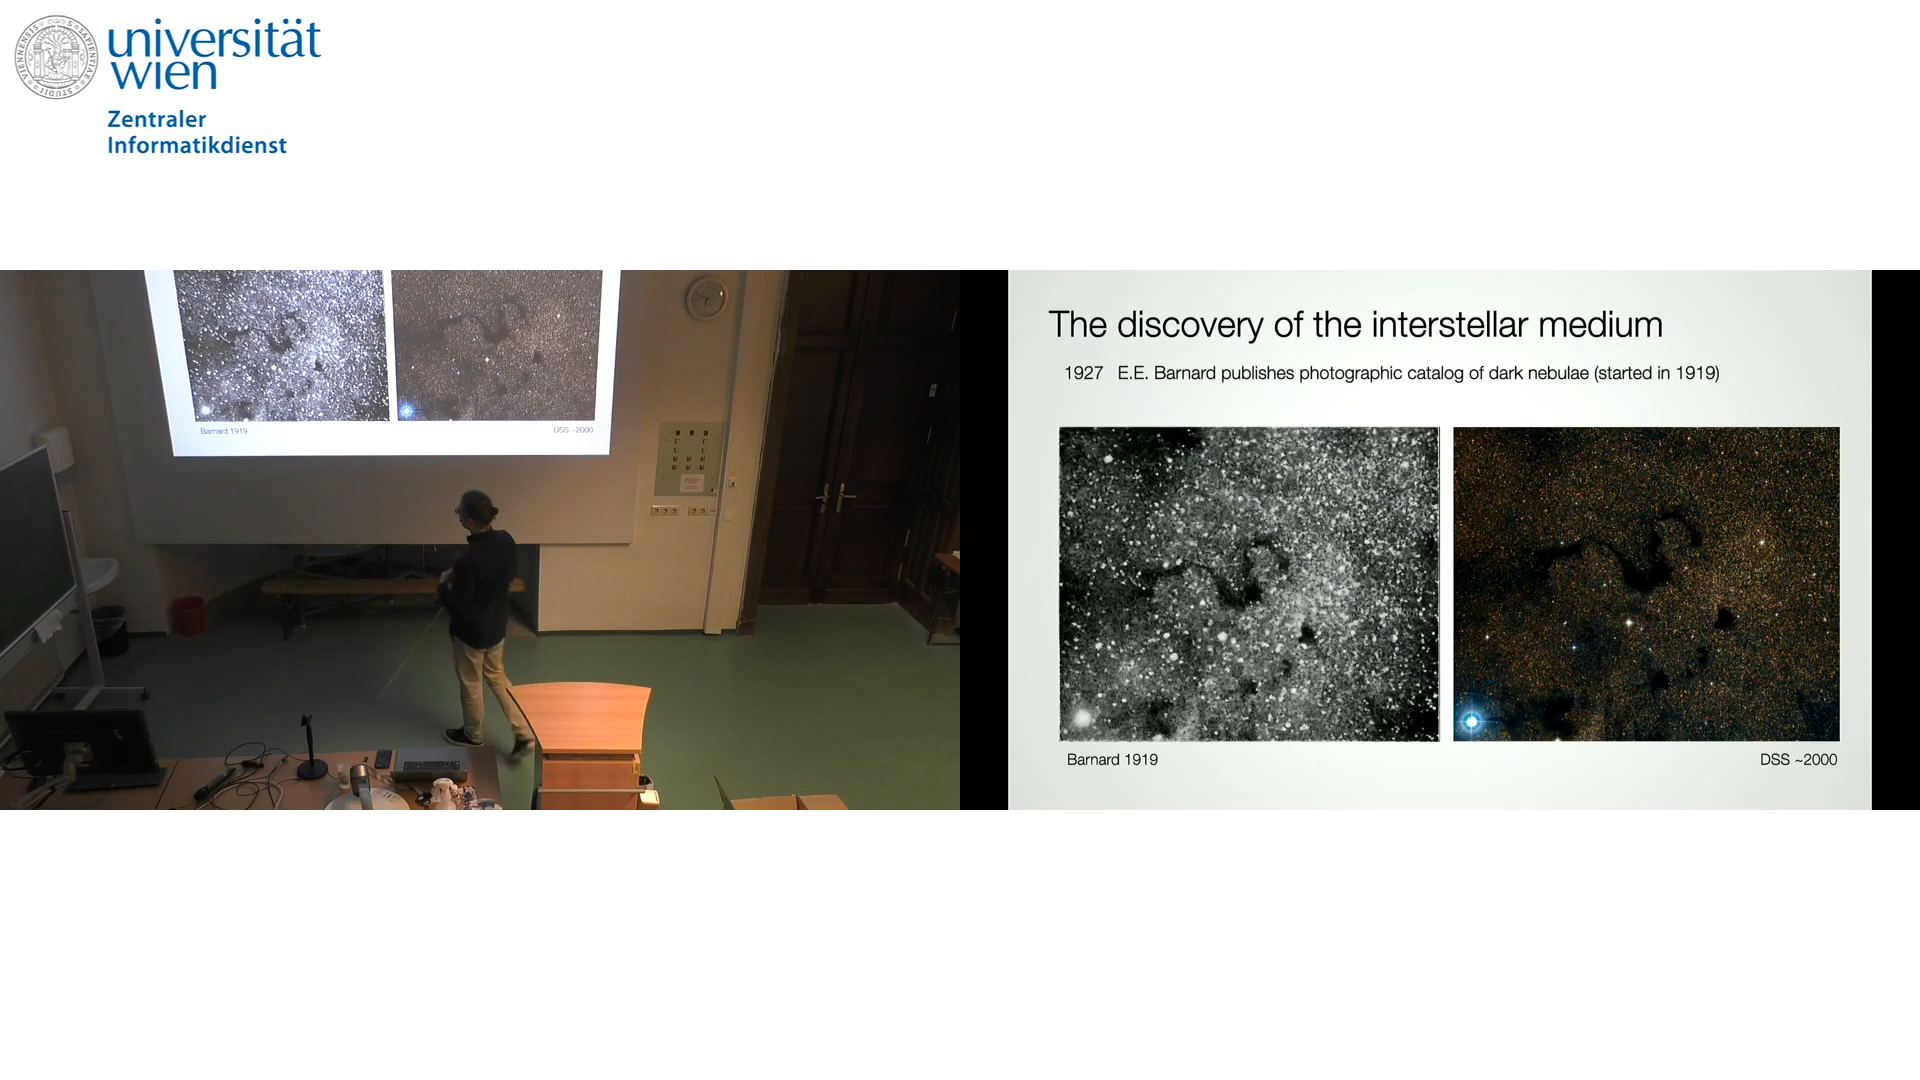 universität
wien
Zentraler
Informatikdienst
Barnard 1919
DSS ~2000
The discovery of the interstellar medium
1927 E.E. Barnard publishes photographic catalog of dark nebulae (started in 1919)
Barnard 1919
DSS ~2000